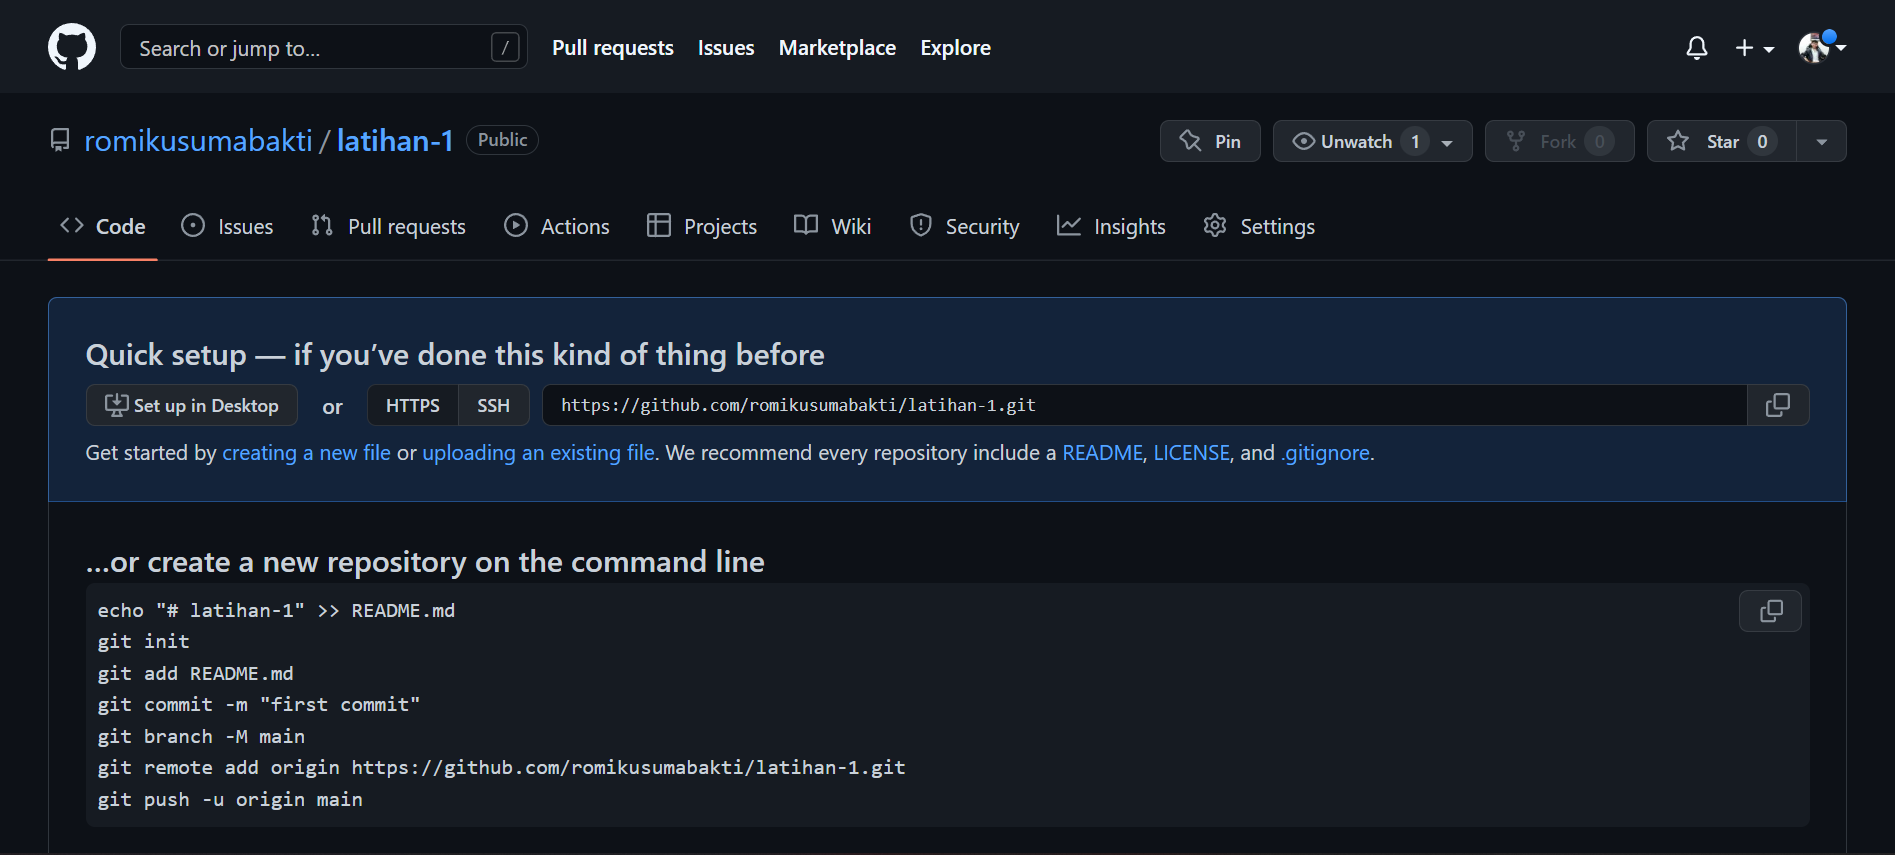 Search or jump to... /
Pull requests Issues Marketplace Explore
romikusumabakti / latihan-1 Public
Pin Unwatch 1 Fork 0 Star 0
Code Issues Pull requests Actions Projects Wiki Security Insights Settings
Quick setup — if you’ve done this kind of thing before
Set up in Desktop or HTTPS SSH https://github.com/romikusumabakti/latihan-1.git
Get started by creating a new file or uploading an existing file. We recommend every repository include a README, LICENSE, and .gitignore.
…or create a new repository on the command line
echo "# latihan-1" >> README.md
git init
git add README.md
git commit -m "first commit"
git branch -M main
git remote add origin https://github.com/romikusumabakti/latihan-1.git
git push -u origin main